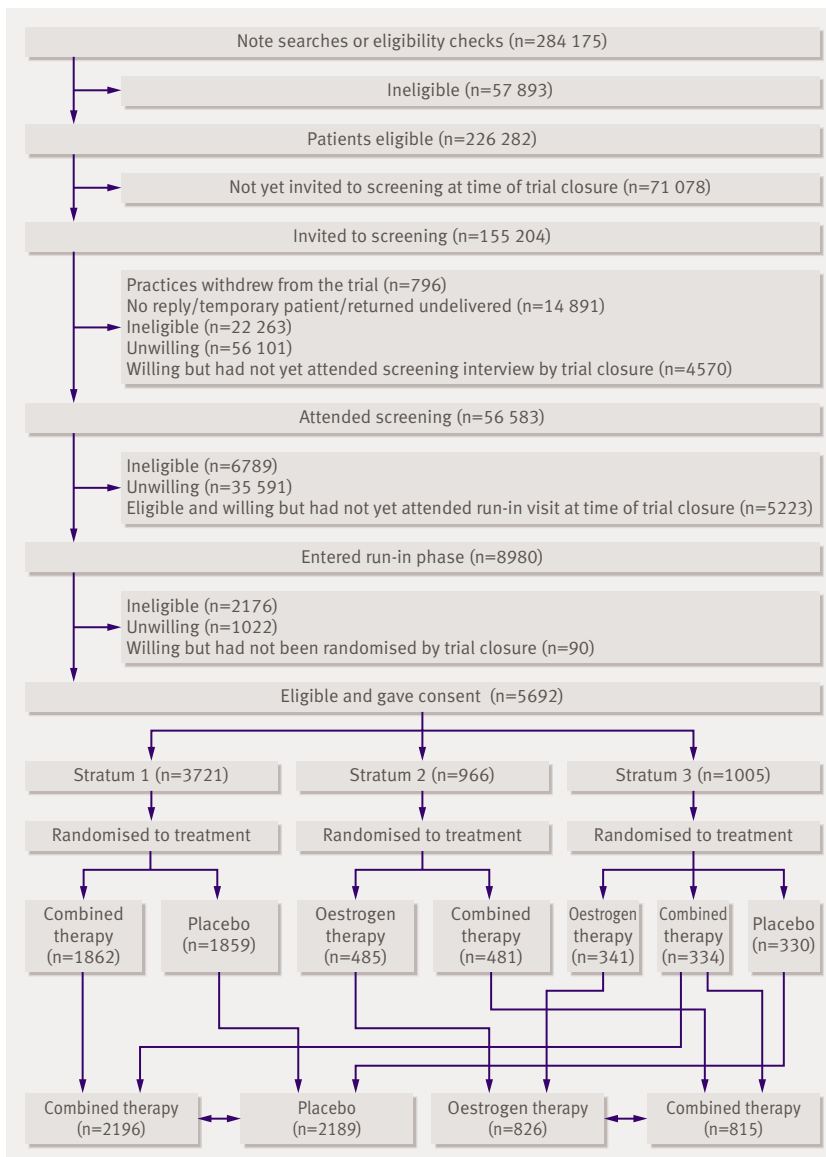 Note searches or eligibility checks (n=284 175)
Ineligible (n=57 893)
Patients eligible (n=226 282)
Not yet invited to screening at time of trial closure (n=71 078)
Invited to screening (n=155 204)
Practices withdrew from the trial (n=796)
No reply/temporary patient/returned undelivered (n=14 891)
Ineligible (n=22 263)
Unwilling (n=56 101)
Willing but had not yet attended screening interview by trial closure (n=4570)
Attended screening (n=56 583)
Ineligible (n=6789)
Unwilling (n=35 591)
Eligible and willing but had not yet attended run-in visit at time of trial closure (n=5223)
Entered run-in phase (n=8980)
Ineligible (n=2176)
Unwilling (n=1022)
Willing but had not been randomised by trial closure (n=90)
Eligible and gave consent (n=5692)
Stratum 1 (n=3721)
Stratum 2 (n=966)
Stratum 3 (n=1005)
Randomised to treatment
Randomised to treatment
Randomised to treatment
Combined
therapy
(n=1862)
Placebo
(n=1859)
Oestrogen
therapy
(n=485)
Combined
therapy
(n=481)
Oestrogen
therapy
(n=341)
Combined
therapy
(n=334)
Placebo
(n=330)
Combined therapy
(n=2196)
Placebo
(n=2189)
Oestrogen therapy
(n=826)
Combined therapy
(n=815)